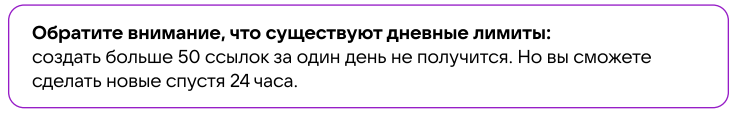 Обратите внимание, что существуют дневные лимиты:
создать больше 50 ссылок за один день не получится. Но вы сможете
сделать новые спустя 24 часа.